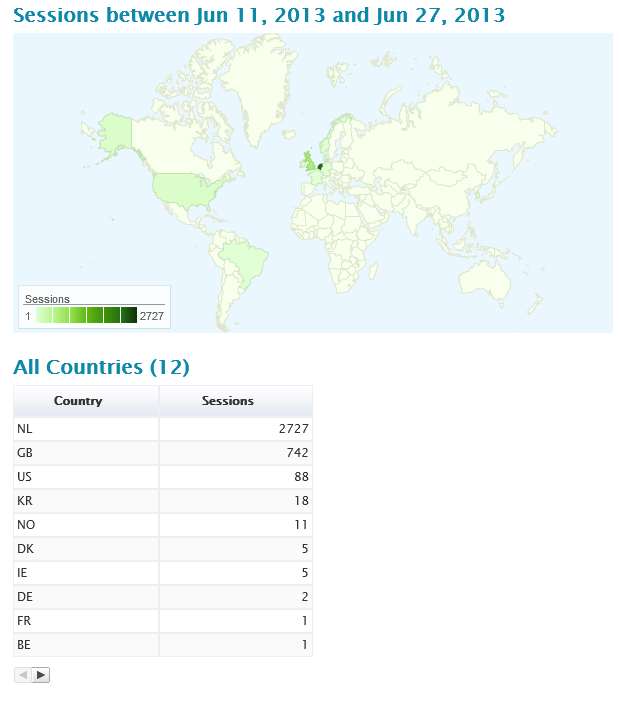 Sessions between Jun 11, 2013 and Jun 27, 2013
Sessions
1 2727
All Countries (12)
Country Sessions
NL 2727
GB 742
US 88
KR 18
NO 11
DK 5
IE 5
DE 2
FR 1
BE 1